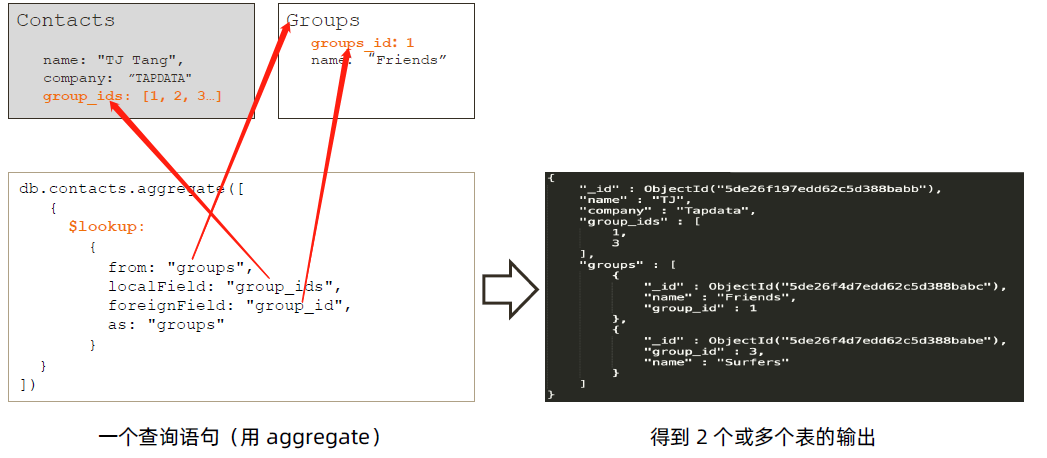 Contacts
name: "TJ Tang",
company: ”TAPDATA"
group_ids: [1, 2, 3…]
Groups
groups_id: 1
name: “Friends”
db.contacts.aggregate([
{
$lookup:
{
from: "groups",
localField: "group_ids",
foreignField: "group_id",
as: "groups"
}
}
])
一个查询语句（用 aggregate）
{
"_id" : ObjectId("5de26f197edd62c5d388babb"),
"name" : "TJ",
"company" : "Tapdata",
"group_ids" : [
1,
3
],
"groups" : [
{
"_id" : ObjectId("5de26f4d7edd62c5d388babc"),
"name" : "Friends",
"group_id" : 1
},
{
"_id" : ObjectId("5de26f4d7edd62c5d388babe"),
"group_id" : 3,
"name" : "Surfers"
}
]
}
得到 2 个或多个表的输出